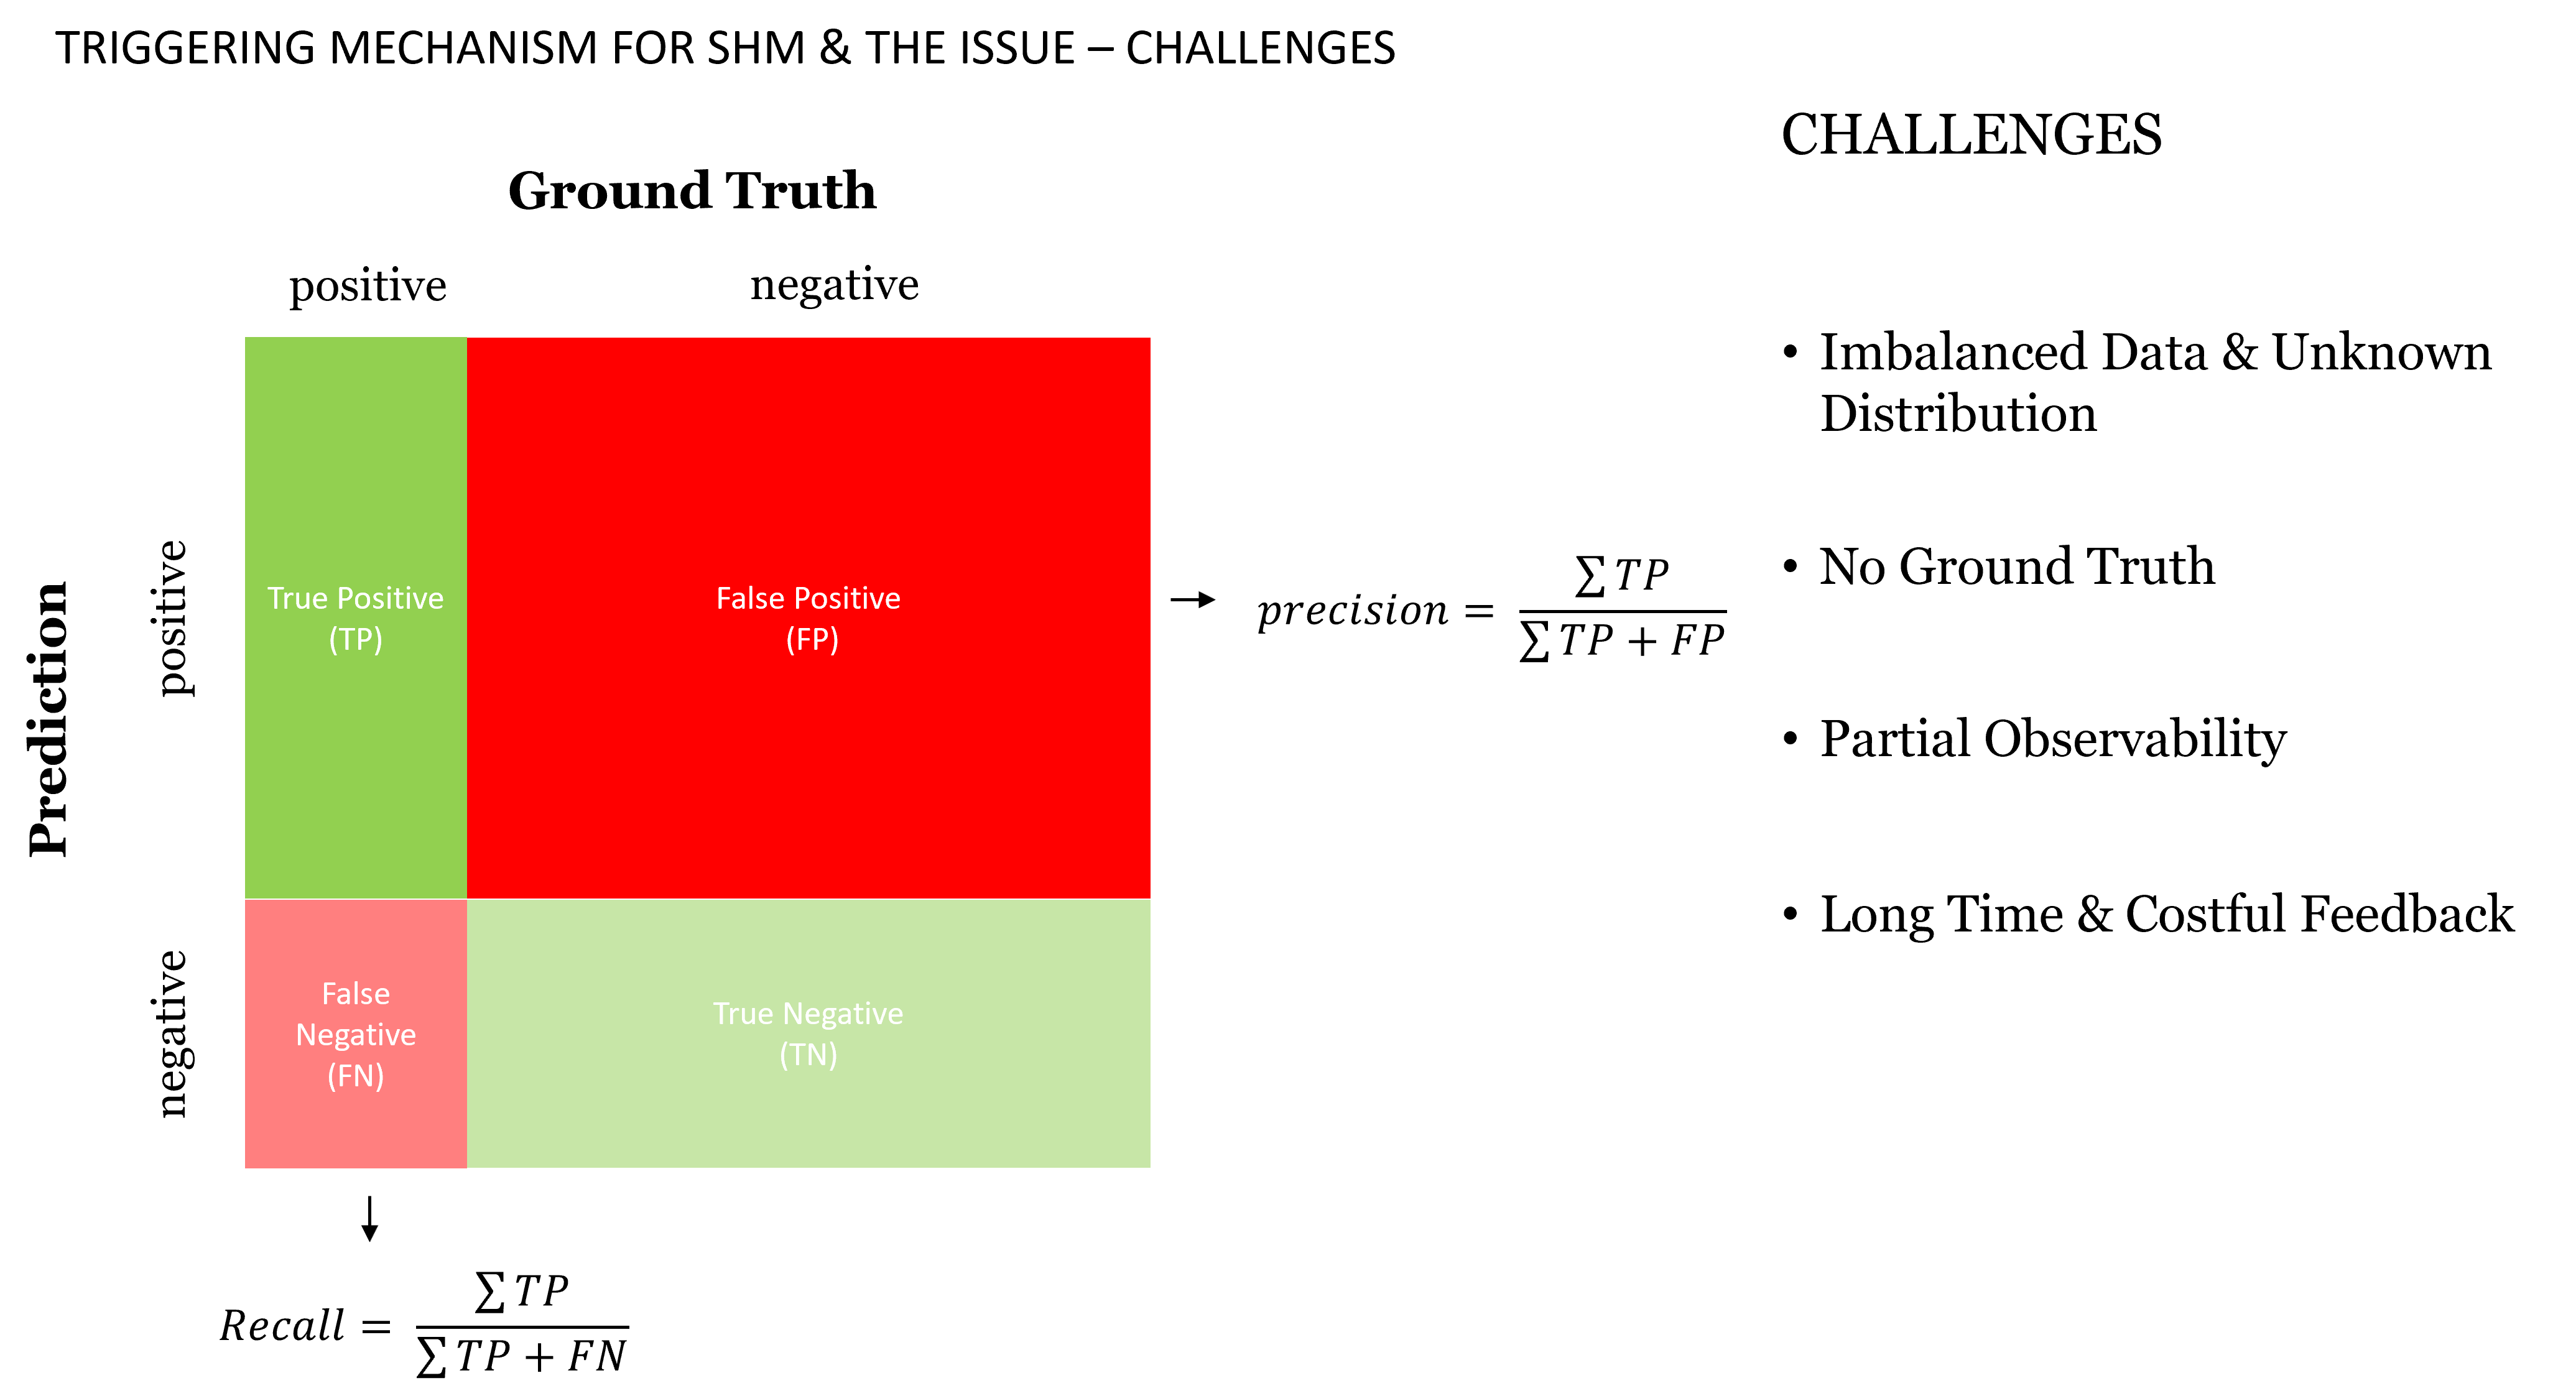 TRIGGERING MECHANISM FOR SHM & THE ISSUE – CHALLENGES
Ground Truth
positive
negative
Prediction
positive
negative
True Positive
(TP)
False Positive
(FP)
False
Negative
(FN)
True Negative
(TN)
precision = ∑ TP / ∑ TP + FP
Recall = ∑ TP / ∑ TP + FN
CHALLENGES
• Imbalanced Data & Unknown
Distribution
• No Ground Truth
• Partial Observability
• Long Time & Costful Feedback